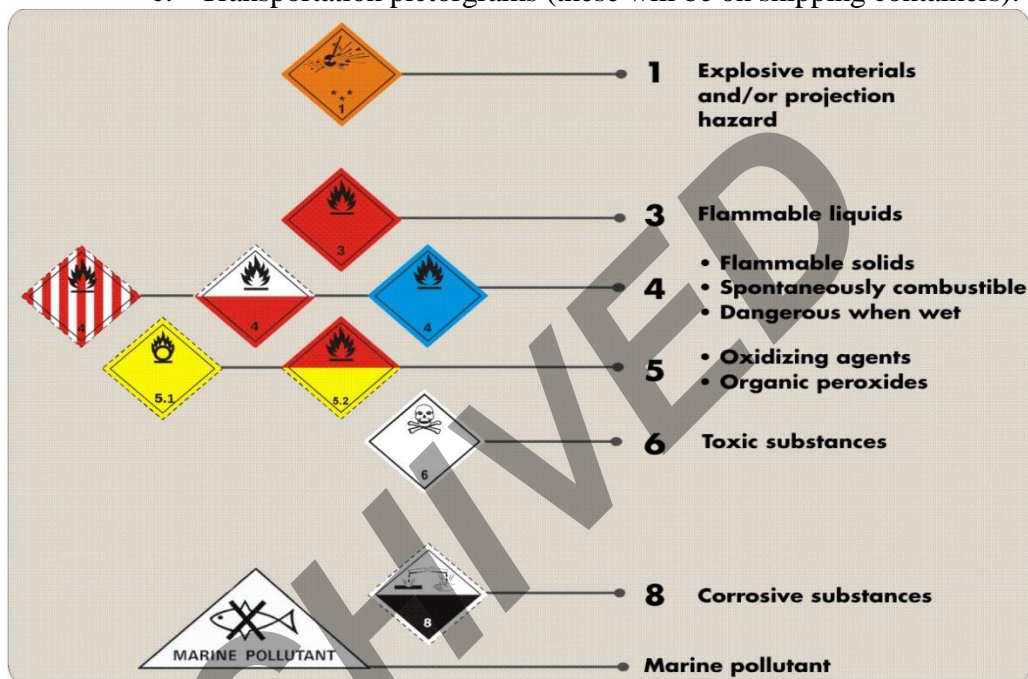 Transportation pictorgrams (these will be on shipping containers):
1
1 Explosive materials
and/or projection
hazard
3
3 Flammable liquids
4
4
4
4 • Flammable solids
• Spontaneously combustible
• Dangerous when wet
5.1
5.2
5 • Oxidizing agents
• Organic peroxides
6
6 Toxic substances
8
8 Corrosive substances
MARINE POLLUTANT
Marine pollutant
CHIVED